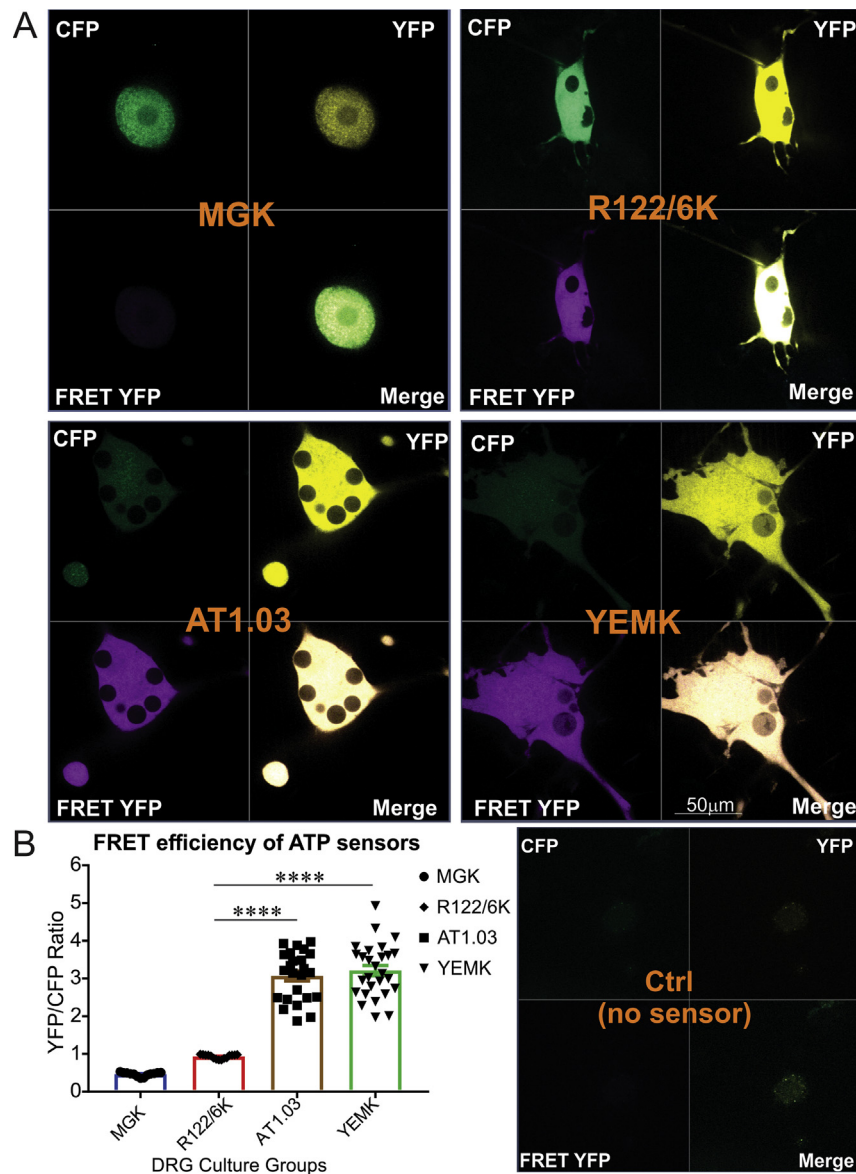 A
CFP YFP
MGK
FRET YFP Merge
CFP YFP
R122/6K
FRET YFP Merge
CFP YFP
AT1.03
FRET YFP Merge
CFP YFP
YEMK
50μm
FRET YFP Merge
B
FRET efficiency of ATP sensors
YFP/CFP Ratio
6
5
4
3
2
1
0
****
****
MGK
R122/6K
AT1.03
YEMK
MGK
R122/6K
AT1.03
YEMK
DRG Culture Groups
CFP YFP
Ctrl
(no sensor)
FRET YFP Merge